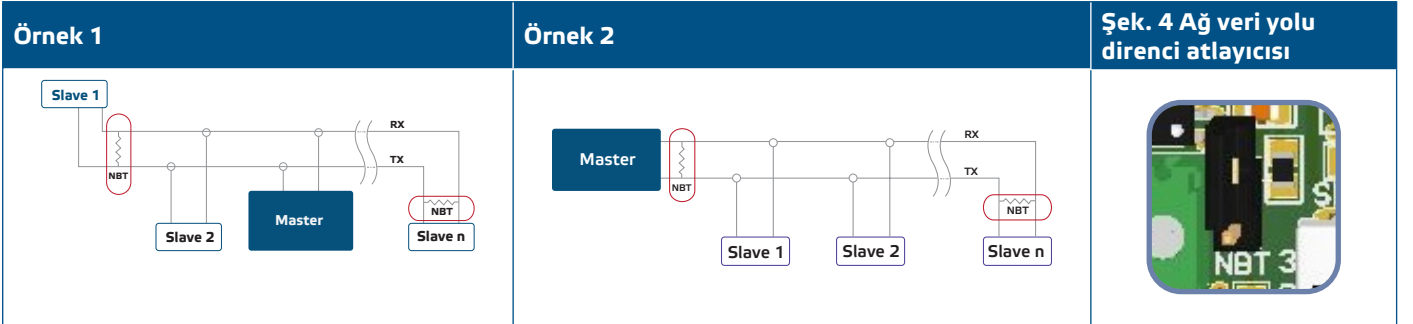 Örnek 1
Slave 1
RX
TX
NBT
NBT
Slave 2
Master
Slave n
Örnek 2
Master
RX
TX
NBT
NBT
Slave 1
Slave 2
Slave n
Şek. 4 Ağ veri yolu
direnci atlayıcısı
NBT 3